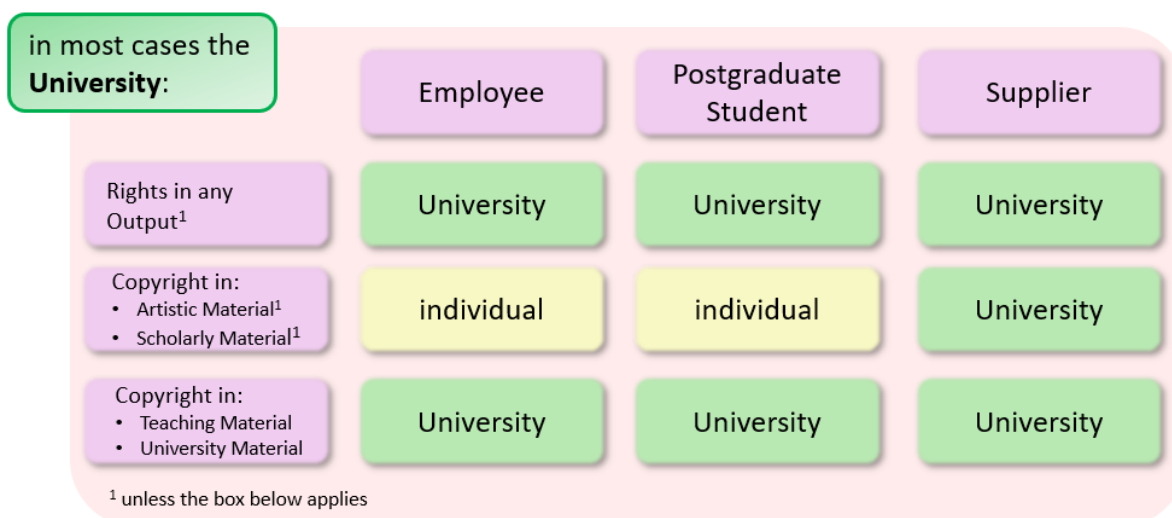 in most cases the
University:
Employee
Postgraduate
Student
Supplier
Rights in any
Output¹
University
University
University
Copyright in:
• Artistic Material¹
• Scholarly Material¹
individual
individual
University
Copyright in:
• Teaching Material
• University Material
University
University
University
¹ unless the box below applies